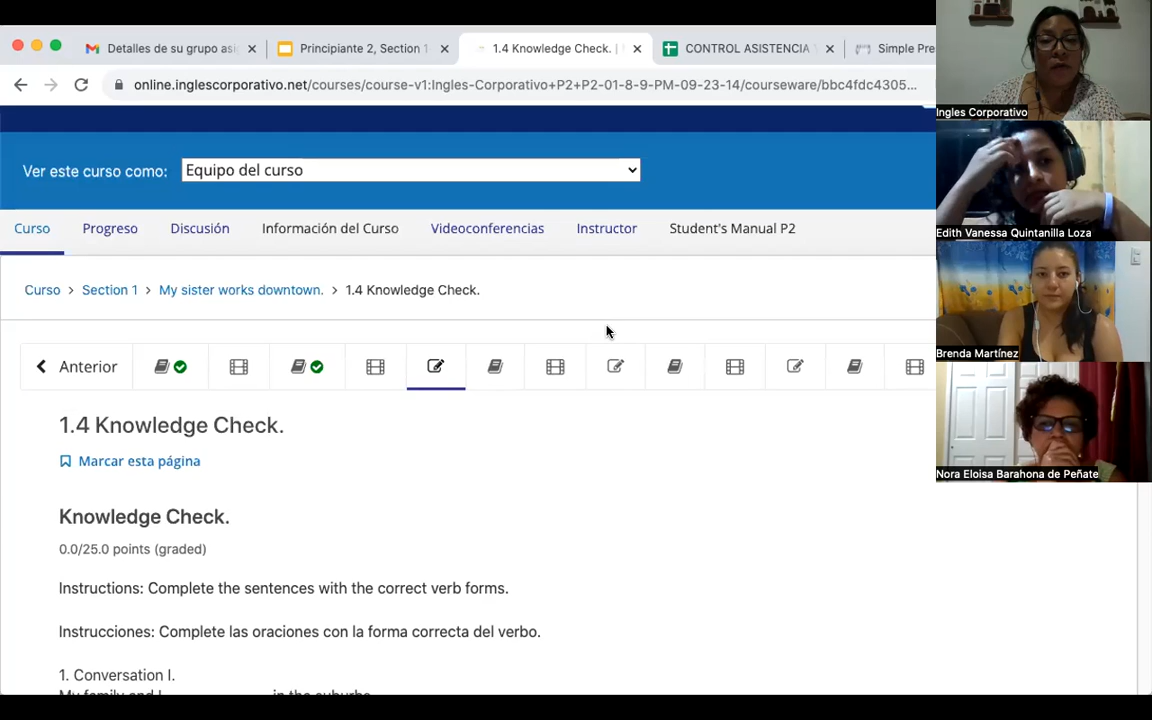 Detalles de su grupo asi
Principiante 2, Section 1
1.4 Knowledge Check. |
CONTROL ASISTENCIA
Simple Pre
online.inglescorporativo.net/courses/course-v1:Ingles-Corporativo+P2+P2-01-8-9-PM-09-23-14/courseware/bbc4fdc4305...
Ver este curso como:
Equipo del curso
Curso
Progreso
Discusión
Información del Curso
Videoconferencias
Instructor
Student's Manual P2
Curso > Section 1 > My sister works downtown. > 1.4 Knowledge Check.
Anterior
1.4 Knowledge Check.
Marcar esta página
Knowledge Check.
0.0/25.0 points (graded)
Instructions: Complete the sentences with the correct verb forms.
Instrucciones: Complete las oraciones con la forma correcta del verbo.
1. Conversation I.
My family and I in the suburbs.
Ingles Corporativo
Edith Vanessa Quintanilla Loza
Brenda Martínez
Nora Eloisa Barahona de Peñate